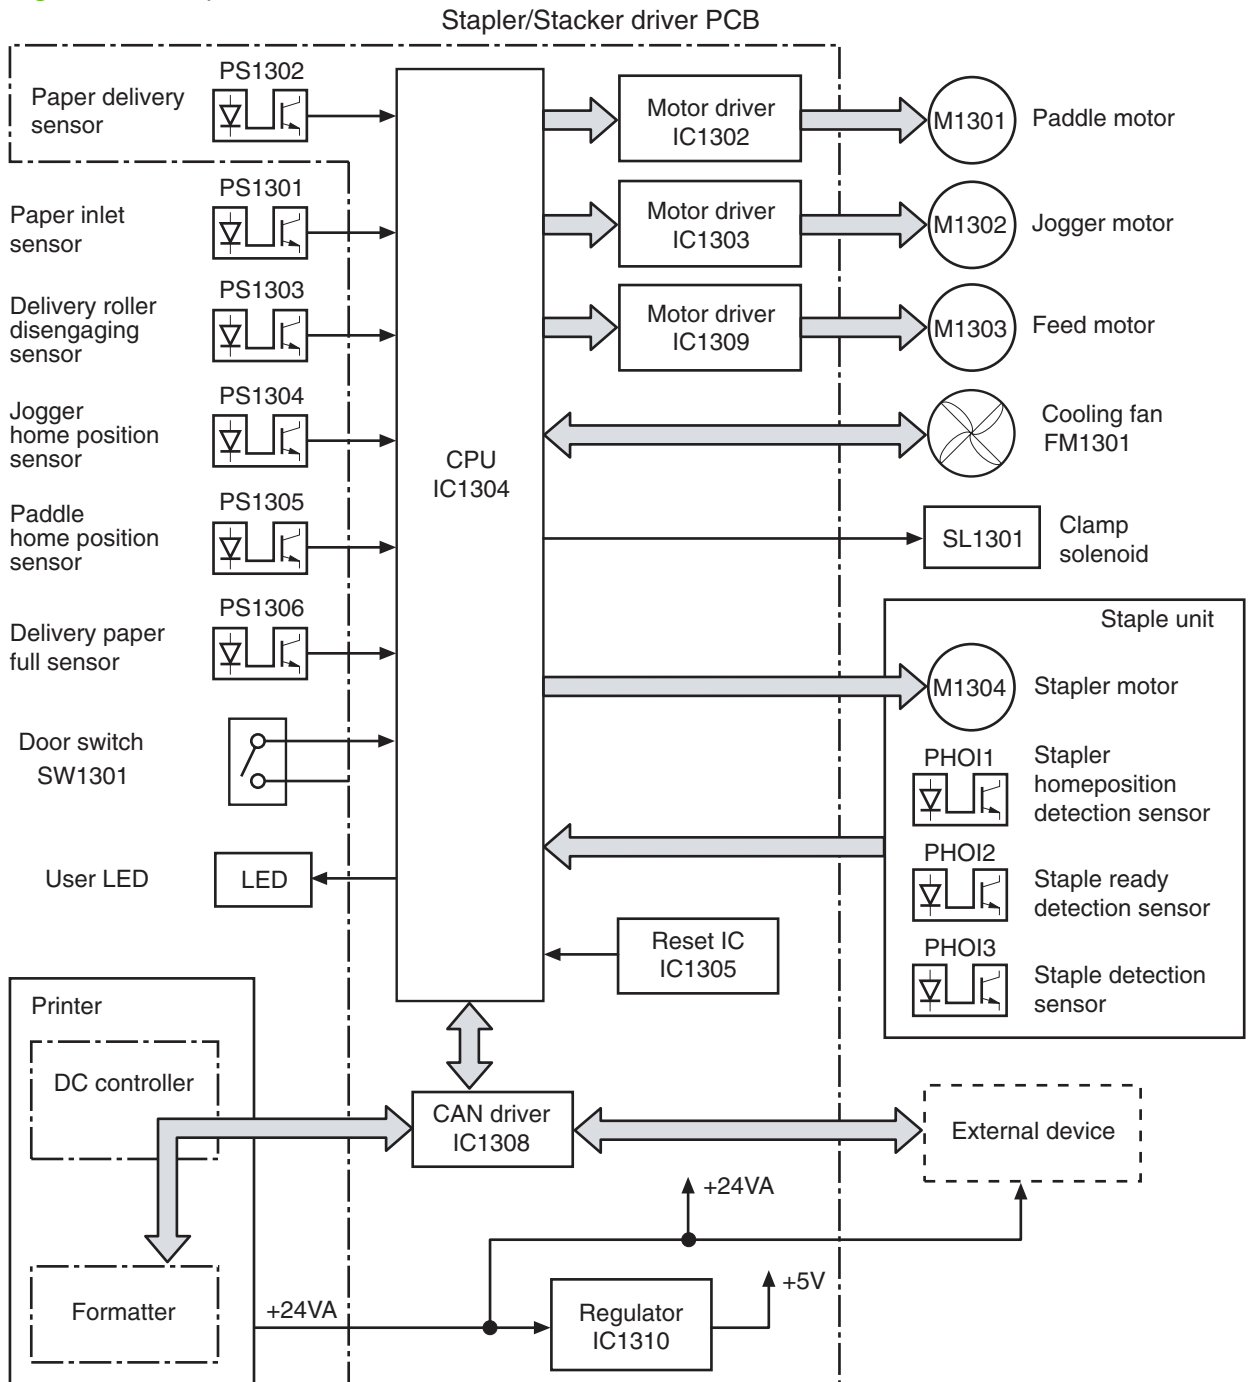 Stapler/Stacker driver PCB
Paper delivery
sensor
PS1302
Paper inlet
sensor
PS1301
Delivery roller
disengaging
sensor
PS1303
Jogger
home position
sensor
PS1304
Paddle
home position
sensor
PS1305
Delivery paper
full sensor
PS1306
Door switch
SW1301
User LED
LED
CPU
IC1304
Motor driver
IC1302
M1301
Paddle motor
Motor driver
IC1303
M1302
Jogger motor
Motor driver
IC1309
M1303
Feed motor
Cooling fan
FM1301
SL1301
Clamp
solenoid
Staple unit
M1304
Stapler motor
PHOI1
Stapler
homeposition
detection sensor
PHOI2
Staple ready
detection sensor
PHOI3
Staple detection
sensor
Reset IC
IC1305
Printer
DC controller
Formatter
CAN driver
IC1308
External device
+24VA
+24VA
Regulator
IC1310
+5V